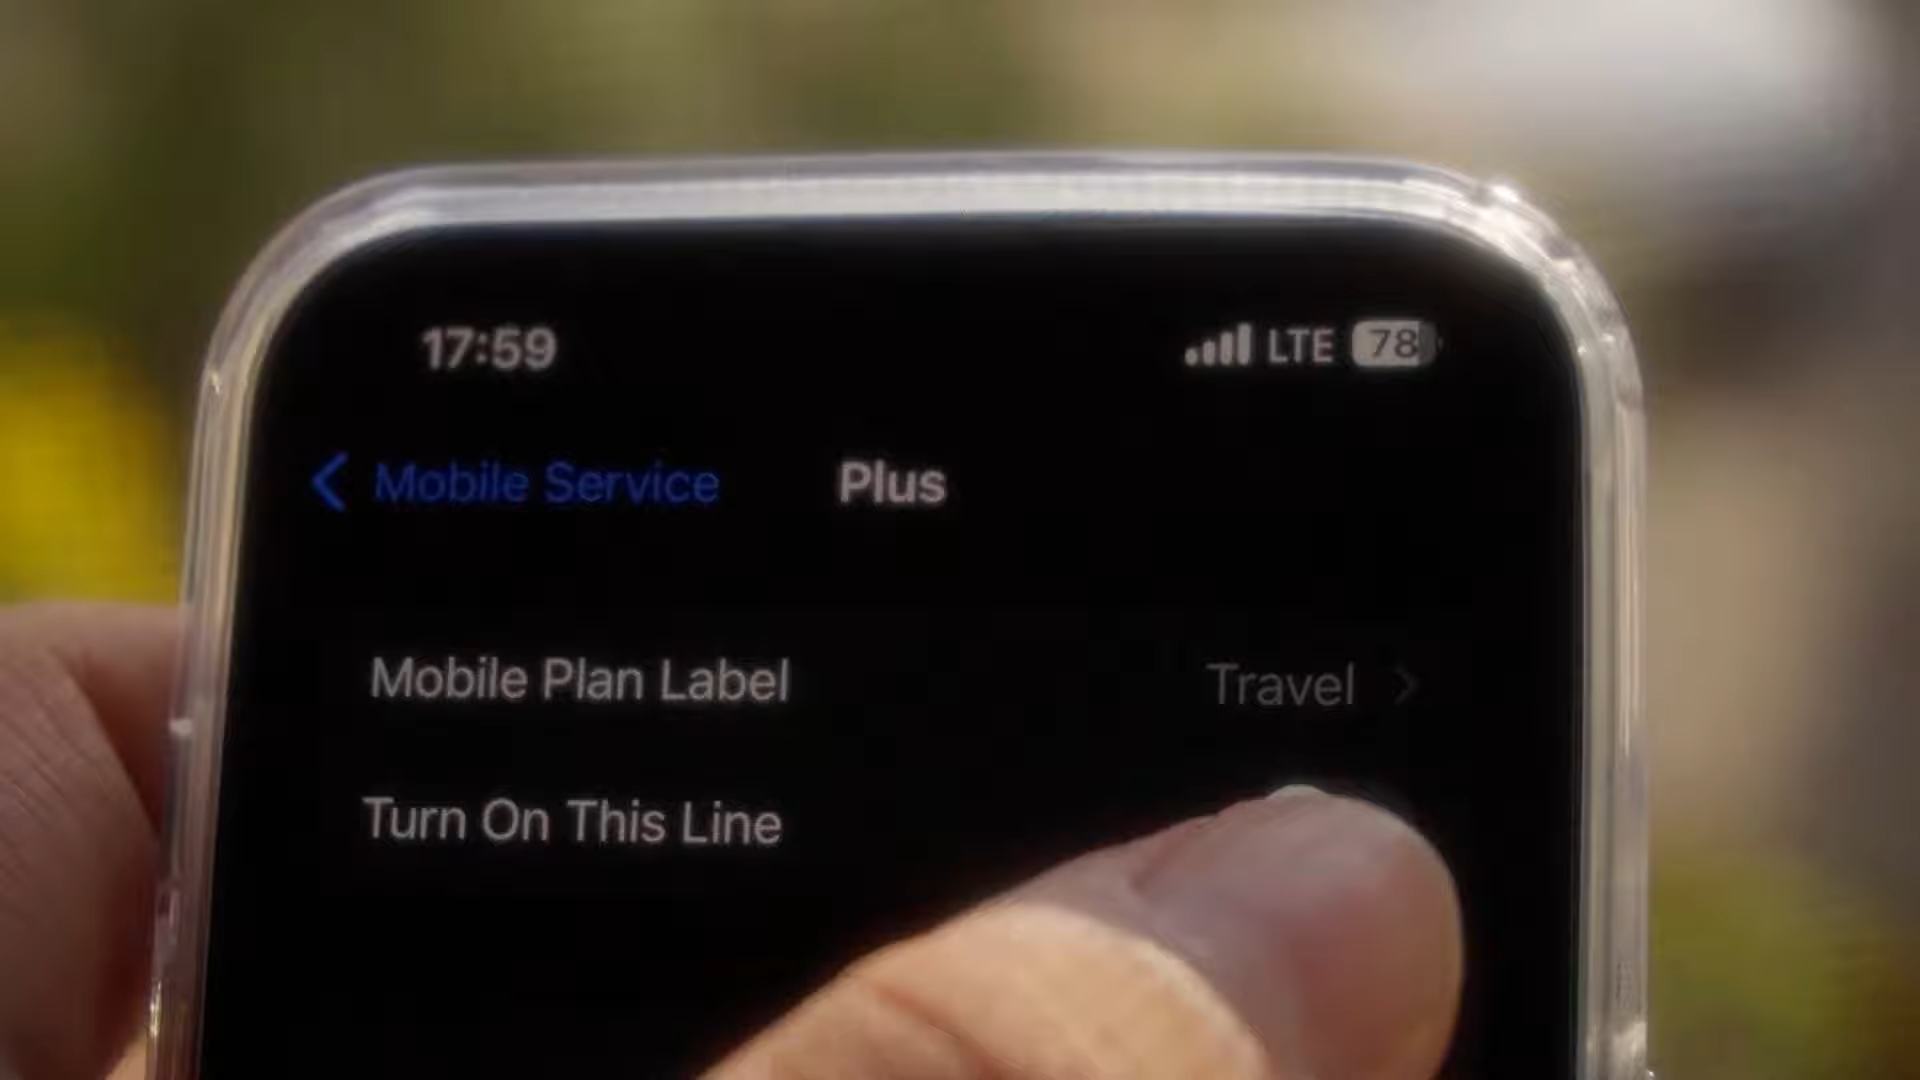 17:59 LTE 78
Mobile Service Plus
Mobile Plan Label Travel
Turn On This Line